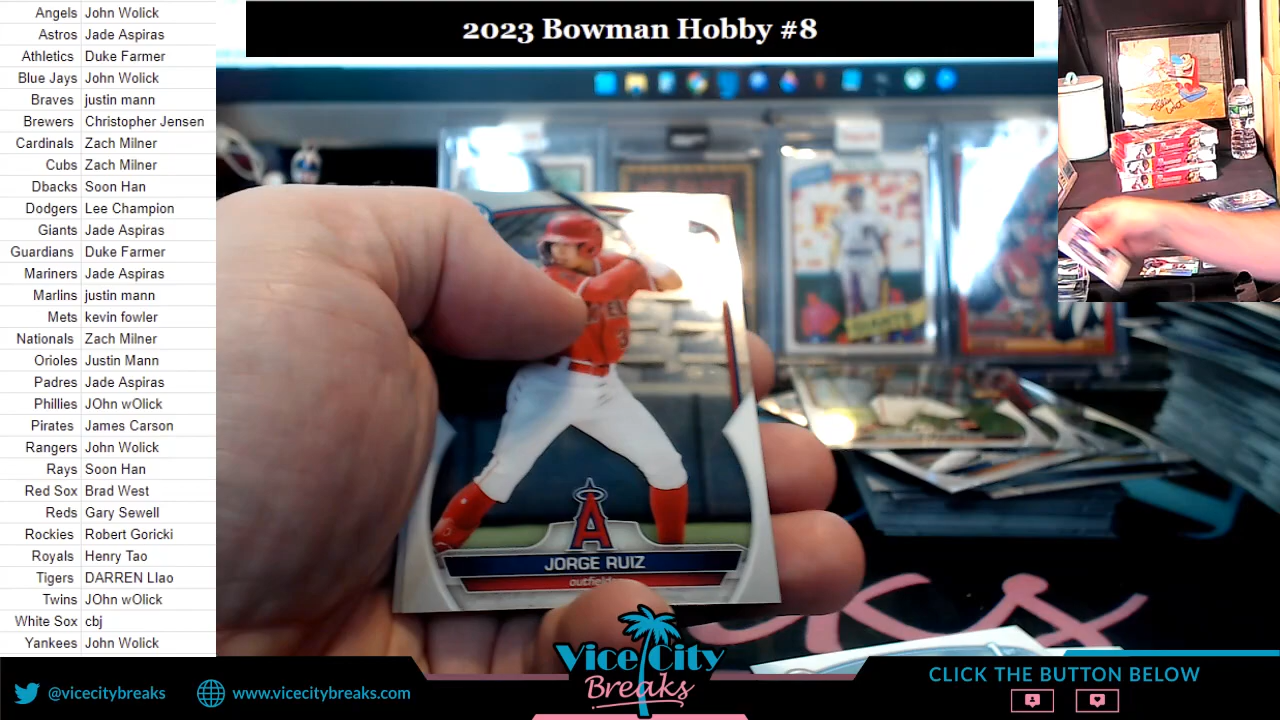 2023 Bowman Hobby #8
Angels John Wolick
Astros Jade Aspiras
Athletics Duke Farmer
Blue Jays John Wolick
Braves justin mann
Brewers Christopher Jensen
Cardinals Zach Milner
Cubs Zach Milner
Dbacks Soon Han
Dodgers Lee Champion
Giants Jade Aspiras
Guardians Duke Farmer
Mariners Jade Aspiras
Marlins justin mann
Mets kevin fowler
Nationals Zach Milner
Orioles Justin Mann
Padres Jade Aspiras
Phillies JOhn wOlick
Pirates James Carson
Rangers John Wolick
Rays Soon Han
Red Sox Brad West
Reds Gary Sewell
Rockies Robert Goricki
Royals Henry Tao
Tigers DARREN LIao
Twins JOhn wOlick
White Sox cbj
Yankees John Wolick
A
JORGE RUIZ
Vice City
Breaks
@vicecitybreaks
www.vicecitybreaks.com
CLICK THE BUTTON BELOW